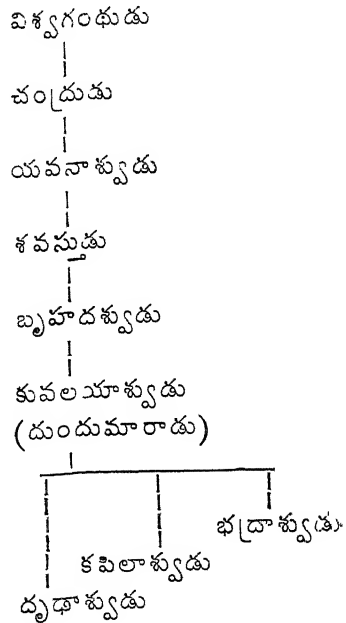 విశ్వగంథుడు
చంద్రుడు
యవనాశ్వుడు
శవస్తుడు
బృహదశ్వుడు
కువలయాశ్వుడు
(దుందుమారాడు)
భద్రాశ్వుడు
కపిలాశ్వుడు
దృఢాశ్వుడు